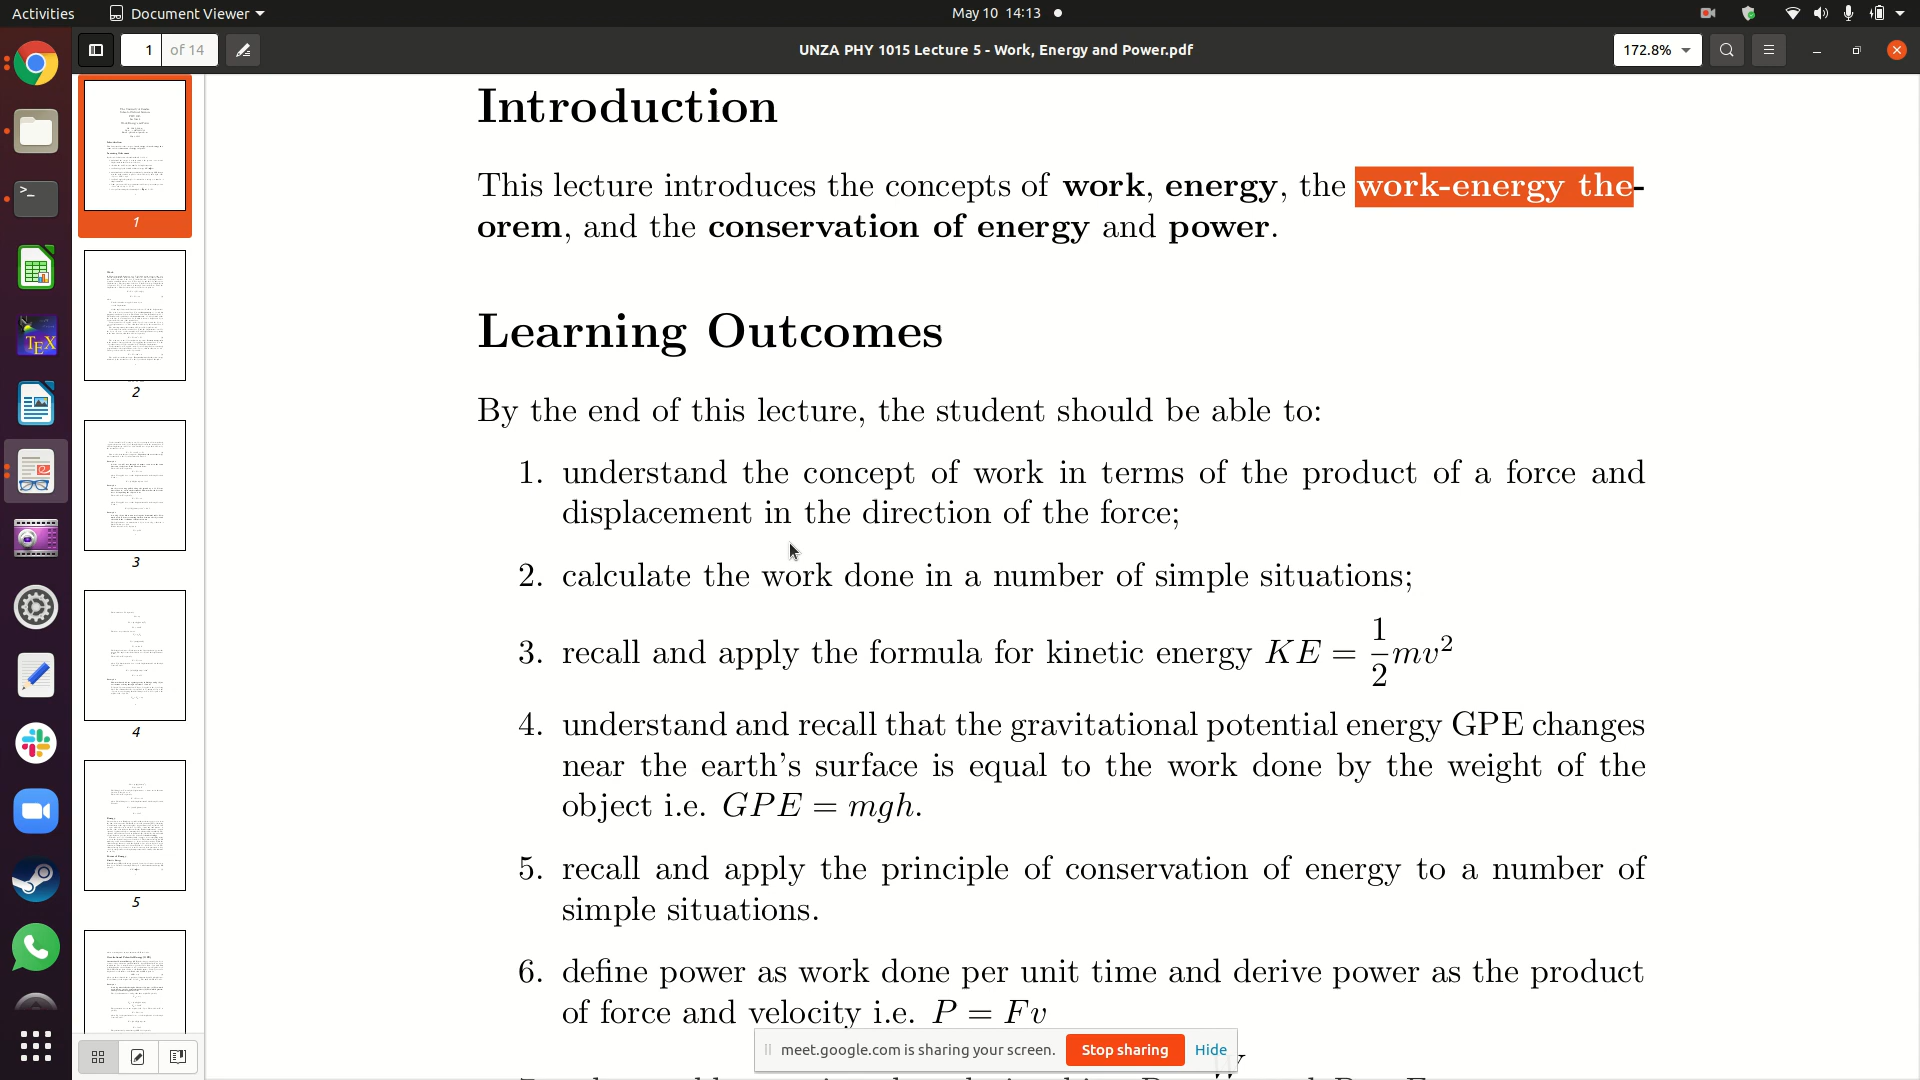 Activities
Document Viewer
May 10 14:13
1 of 14
UNZA PHY 1015 Lecture 5 - Work, Energy and Power.pdf
172.8%
1
2
3
4
5
>_
TEX
Introduction
This lecture introduces the concepts of work, energy, the work-energy the-
orem, and the conservation of energy and power.
Learning Outcomes
By the end of this lecture, the student should be able to:
1. understand the concept of work in terms of the product of a force and
displacement in the direction of the force;
2. calculate the work done in a number of simple situations;
3. recall and apply the formula for kinetic energy KE = 1/2 mv²
4. understand and recall that the gravitational potential energy GPE changes
near the earth's surface is equal to the work done by the weight of the
object i.e. GPE = mgh.
5. recall and apply the principle of conservation of energy to a number of
simple situations.
6. define power as work done per unit time and derive power as the product
of force and velocity i.e. P = Fv
meet.google.com is sharing your screen.
Stop sharing
Hide